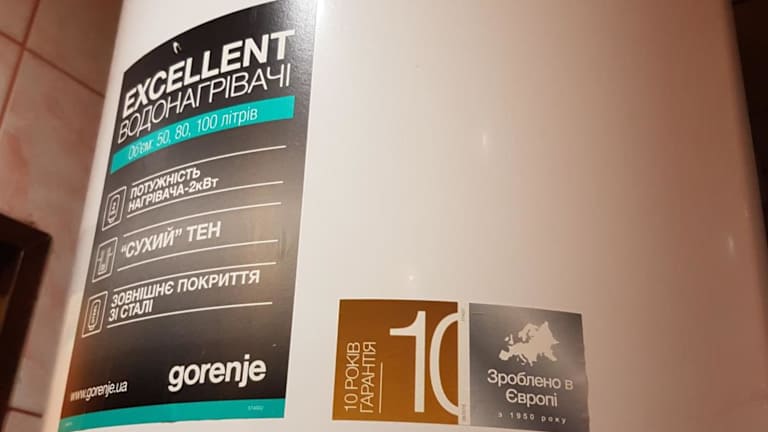 EXCELLENT
ВОДОНАГРІВАЧІ
Об'єм: 50, 80, 100 літрів
ПОТУЖНІСТЬ
НАГРІВАЧА-2кВт
"СУХИЙ" ТЕН
ЗОВНІШНЄ ПОКРИТТЯ
ЗІ СТАЛІ
www.gorenje.ua
gorenje
10 РОКІВ
ГАРАНТІЯ
10
Зроблено в
Європі
з 1950 року